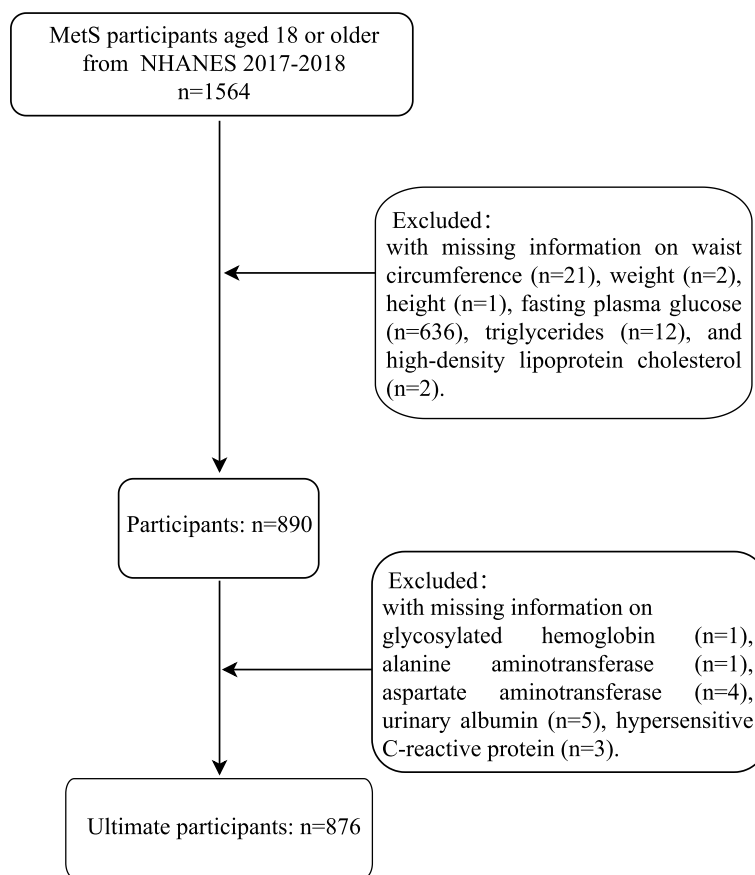 MetS participants aged 18 or older
from NHANES 2017-2018
n=1564
Excluded：
with missing information on waist
circumference (n=21), weight (n=2),
height (n=1), fasting plasma glucose
(n=636), triglycerides (n=12), and
high-density lipoprotein cholesterol
(n=2).
Participants: n=890
Excluded：
with missing information on
glycosylated hemoglobin (n=1),
alanine aminotransferase (n=1),
aspartate aminotransferase (n=4),
urinary albumin (n=5), hypersensitive
C-reactive protein (n=3).
Ultimate participants: n=876